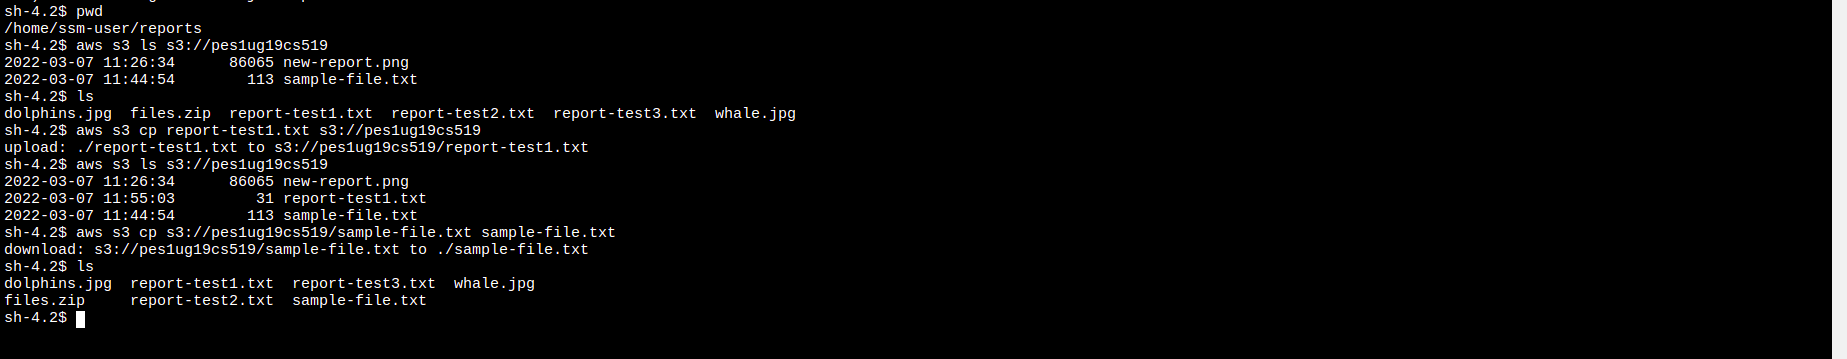 sh-4.2$ pwd
/home/ssm-user/reports
sh-4.2$ aws s3 ls s3://pes1ug19cs519
2022-03-07 11:26:34      86065 new-report.png
2022-03-07 11:44:54        113 sample-file.txt
sh-4.2$ ls
dolphins.jpg  files.zip  report-test1.txt  report-test2.txt  report-test3.txt  whale.jpg
sh-4.2$ aws s3 cp report-test1.txt s3://pes1ug19cs519
upload: ./report-test1.txt to s3://pes1ug19cs519/report-test1.txt
sh-4.2$ aws s3 ls s3://pes1ug19cs519
2022-03-07 11:26:34      86065 new-report.png
2022-03-07 11:55:03         31 report-test1.txt
2022-03-07 11:44:54        113 sample-file.txt
sh-4.2$ aws s3 cp s3://pes1ug19cs519/sample-file.txt sample-file.txt
download: s3://pes1ug19cs519/sample-file.txt to ./sample-file.txt
sh-4.2$ ls
dolphins.jpg  report-test1.txt  report-test3.txt  whale.jpg
files.zip     report-test2.txt  sample-file.txt
sh-4.2$